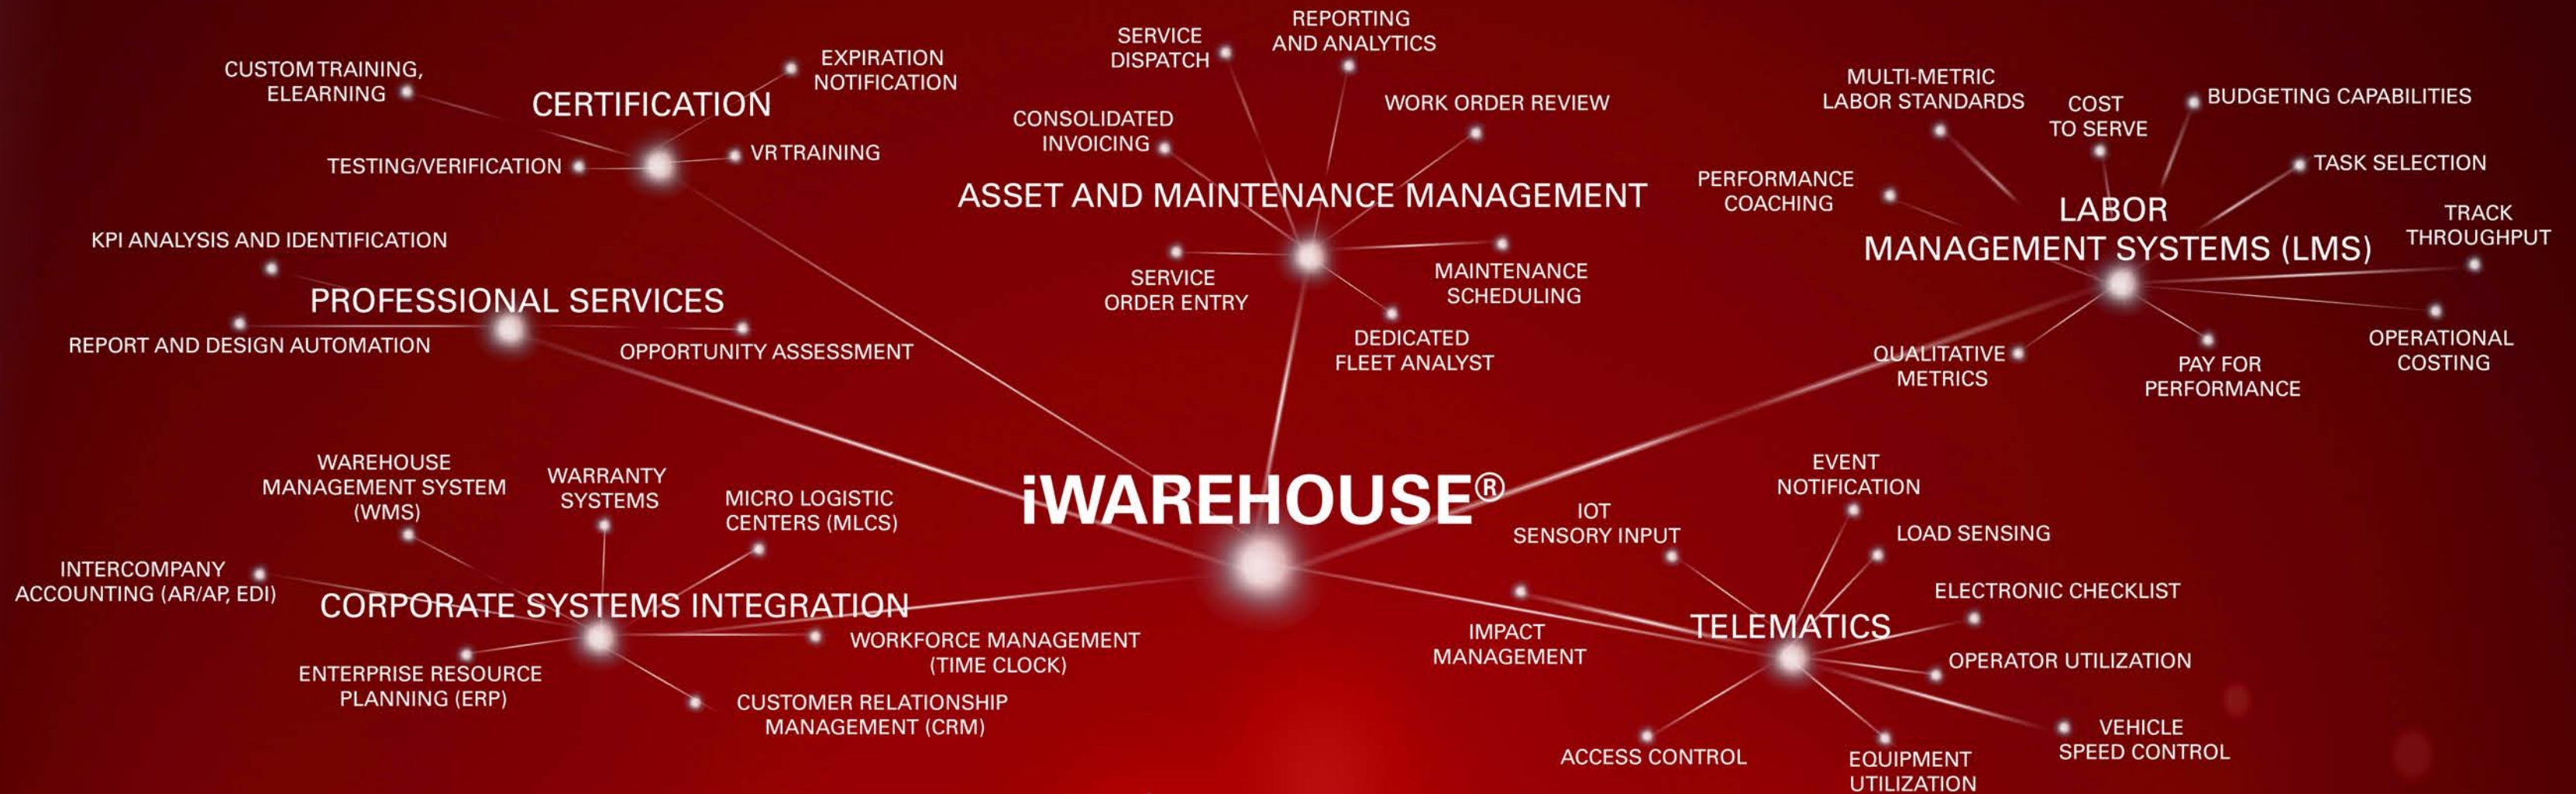 CUSTOM TRAINING,
ELEARNING
EXPIRATION
NOTIFICATION
CERTIFICATION
TESTING/VERIFICATION
VR TRAINING
KPI ANALYSIS AND IDENTIFICATION
PROFESSIONAL SERVICES
REPORT AND DESIGN AUTOMATION
OPPORTUNITY ASSESSMENT
SERVICE
DISPATCH
REPORTING
AND ANALYTICS
CONSOLIDATED
INVOICING
WORK ORDER REVIEW
ASSET AND MAINTENANCE MANAGEMENT
SERVICE
ORDER ENTRY
MAINTENANCE
SCHEDULING
DEDICATED
FLEET ANALYST
MULTI-METRIC
LABOR STANDARDS
COST
TO SERVE
BUDGETING CAPABILITIES
TASK SELECTION
PERFORMANCE
COACHING
LABOR
MANAGEMENT SYSTEMS (LMS)
TRACK
THROUGHPUT
QUALITATIVE
METRICS
PAY FOR
PERFORMANCE
OPERATIONAL
COSTING
iWAREHOUSE®
WAREHOUSE
MANAGEMENT SYSTEM
(WMS)
WARRANTY
SYSTEMS
MICRO LOGISTIC
CENTERS (MLCS)
INTERCOMPANY
ACCOUNTING (AR/AP, EDI)
CORPORATE SYSTEMS INTEGRATION
ENTERPRISE RESOURCE
PLANNING (ERP)
WORKFORCE MANAGEMENT
(TIME CLOCK)
CUSTOMER RELATIONSHIP
MANAGEMENT (CRM)
EVENT
NOTIFICATION
IOT
SENSORY INPUT
LOAD SENSING
ELECTRONIC CHECKLIST
TELEMATICS
IMPACT
MANAGEMENT
OPERATOR UTILIZATION
ACCESS CONTROL
EQUIPMENT
UTILIZATION
VEHICLE
SPEED CONTROL